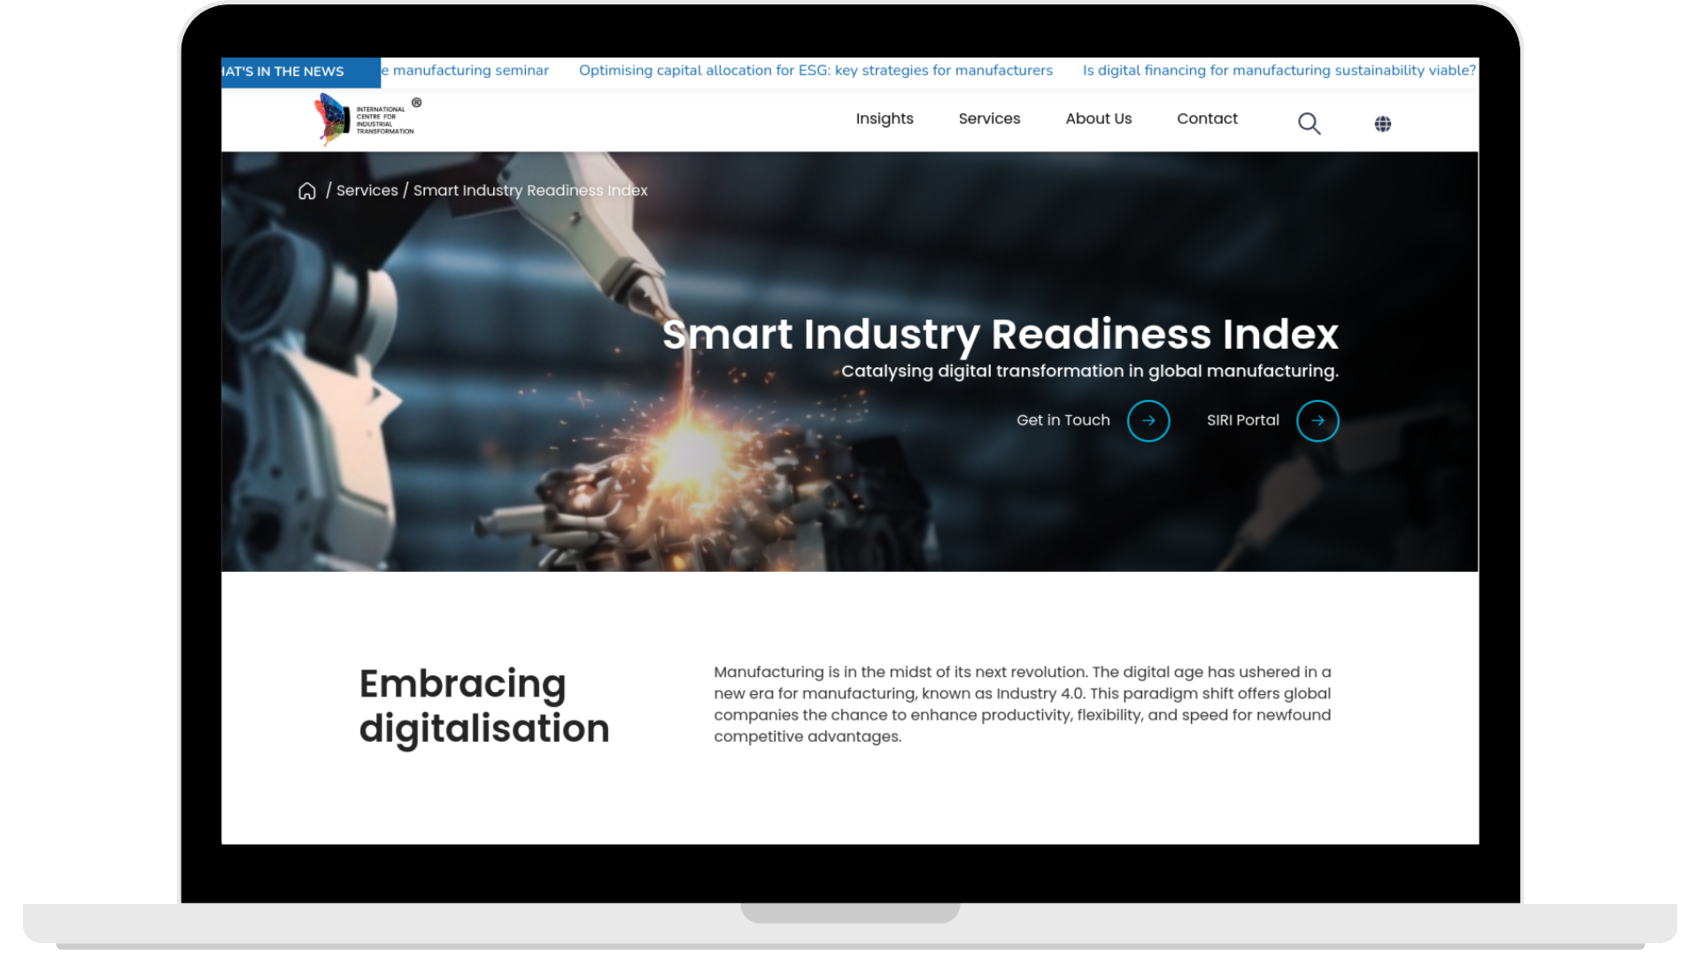 HAT'S IN THE NEWS
e manufacturing seminar
Optimising capital allocation for ESG: key strategies for manufacturers
Is digital financing for manufacturing sustainability viable?
INTERNATIONAL
CENTRE FOR
INDUSTRIAL
TRANSFORMATION
®
Insights
Services
About Us
Contact
/ Services / Smart Industry Readiness Index
Smart Industry Readiness Index
Catalysing digital transformation in global manufacturing.
Get in Touch
SIRI Portal
Embracing
digitalisation
Manufacturing is in the midst of its next revolution. The digital age has ushered in a
new era for manufacturing, known as Industry 4.0. This paradigm shift offers global
companies the chance to enhance productivity, flexibility, and speed for newfound
competitive advantages.